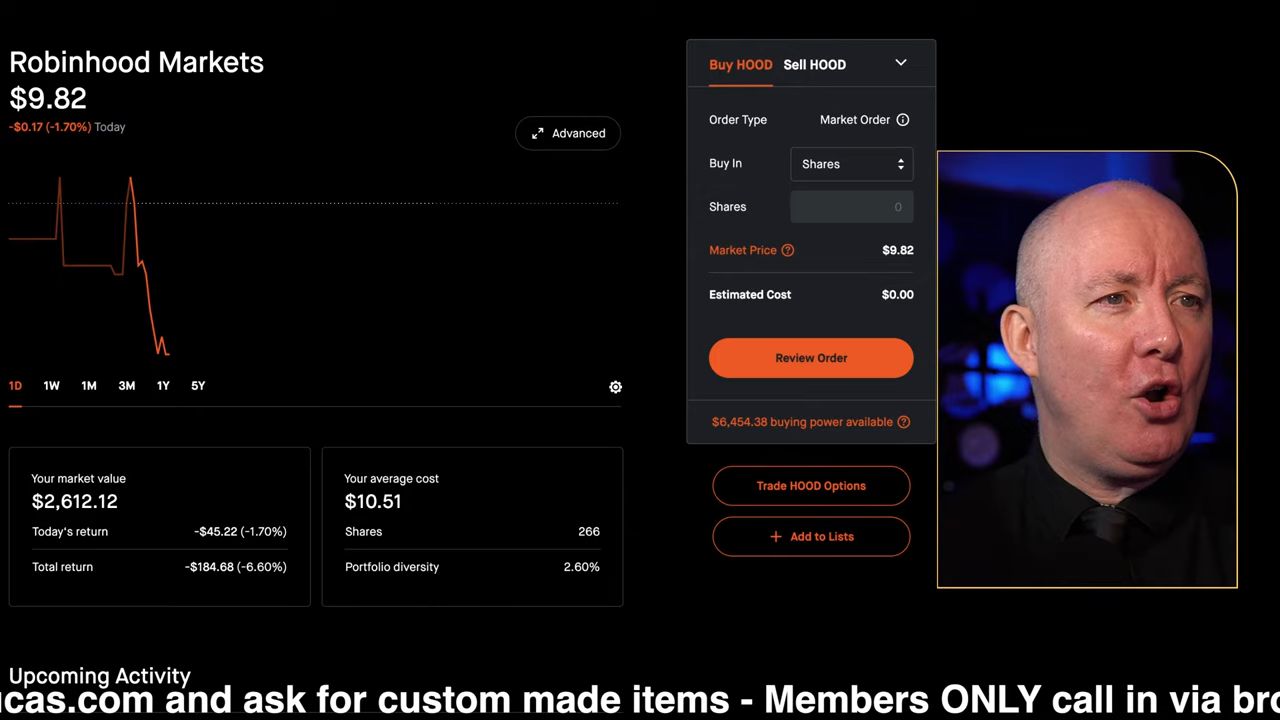 Robinhood Markets
$9.82
-$0.17 (-1.70%) Today
Advanced
1D 1W 1M 3M 1Y 5Y
Your market value
$2,612.12
Today's return -$45.22 (-1.70%)
Total return -$184.68 (-6.60%)
Your average cost
$10.51
Shares 266
Portfolio diversity 2.60%
Buy HOOD Sell HOOD
Order Type Market Order
Buy In Shares
Shares 0
Market Price $9.82
Estimated Cost $0.00
Review Order
$6,454.38 buying power available
Trade HOOD Options
+ Add to Lists
Upcoming Activity
ucas.com and ask for custom made items - Members ONLY call in via bro